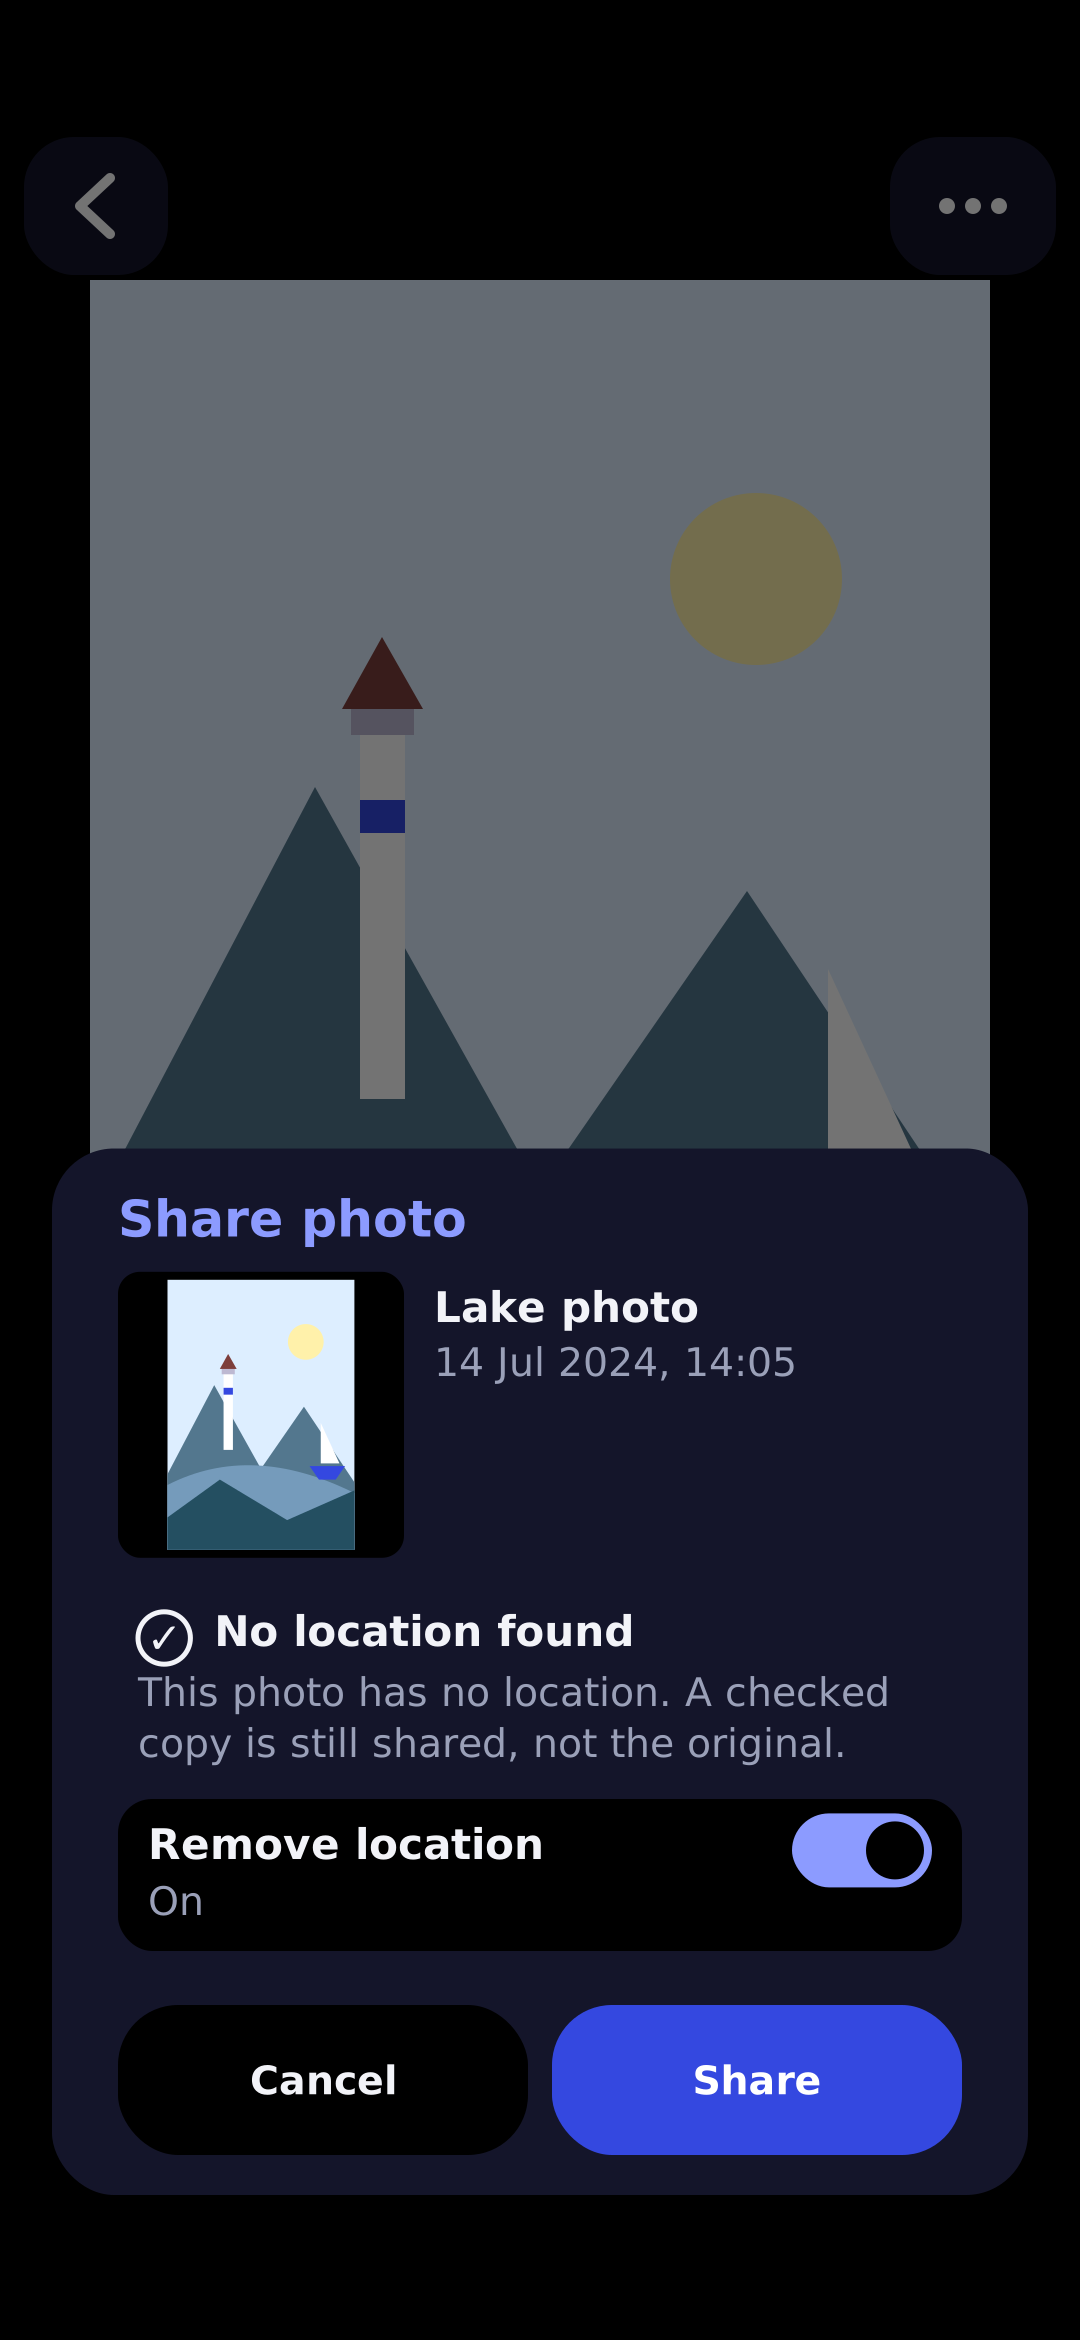 Share photo
Lake photo
14 Jul 2024, 14:05
No location found
This photo has no location. A checked
copy is still shared, not the original.
Remove location
On
Cancel
Share